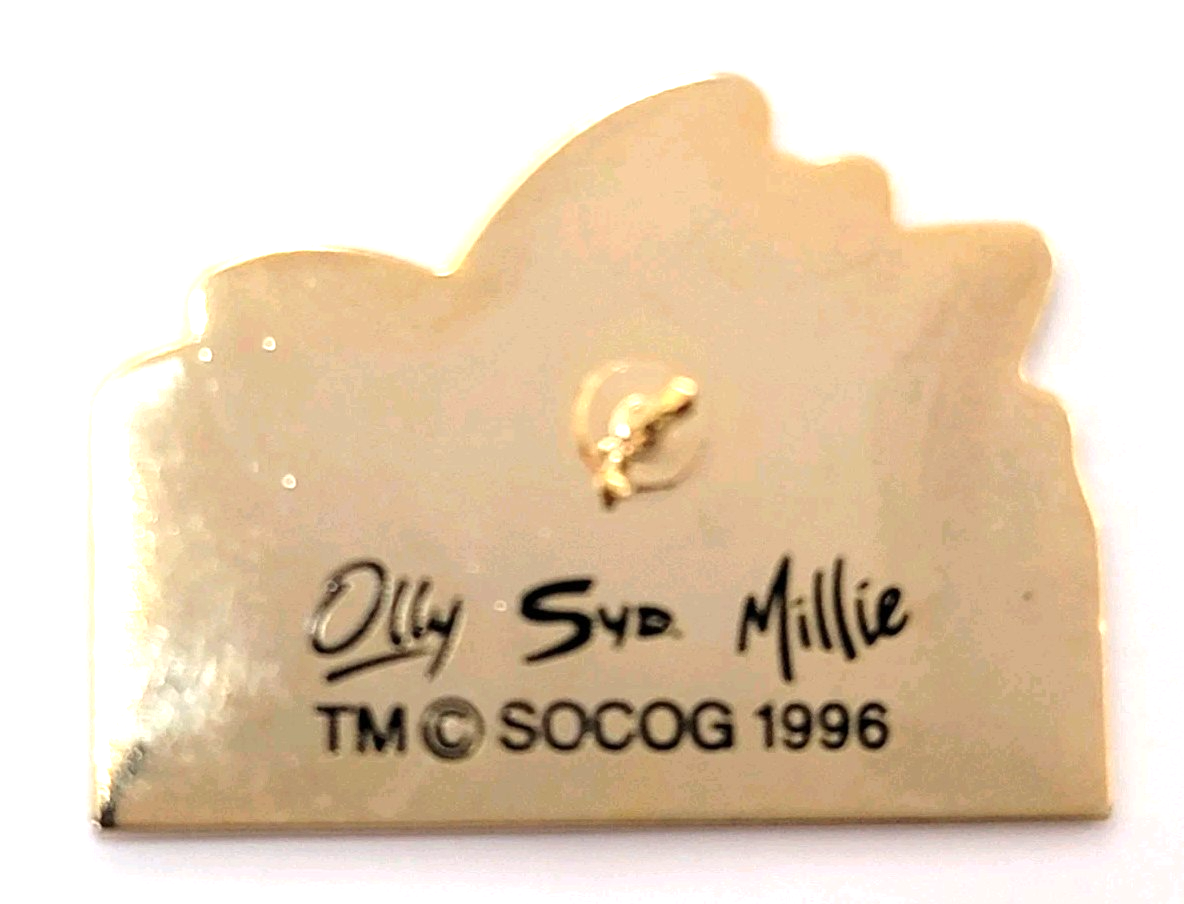 Olly Syd. Millie
TM © SOCOG 1996